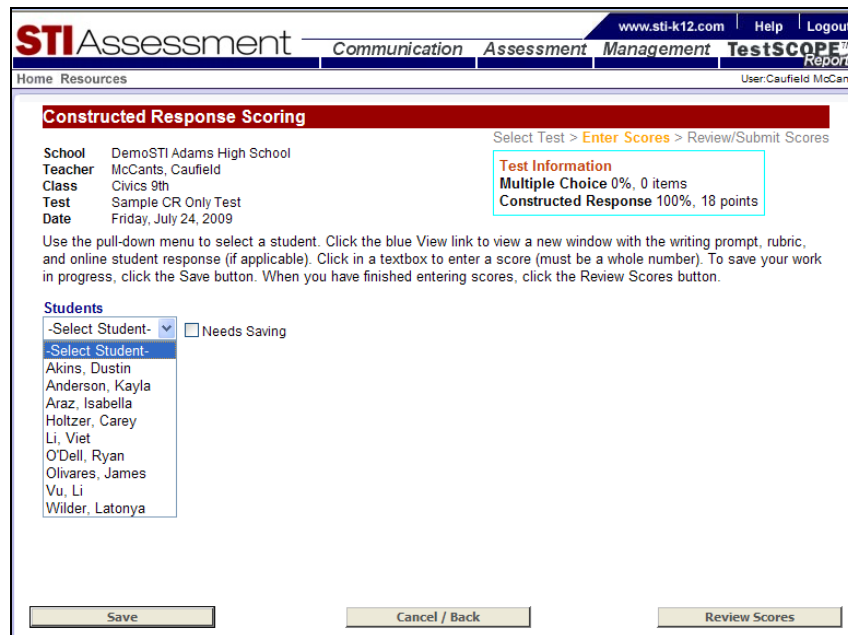 www.sti-k12.com Help Logout
STIAssessment
Communication Assessment Management TestSCOPE™
Report
Home Resources
User:Caufield McCan
Constructed Response Scoring
Select Test > Enter Scores > Review/Submit Scores
School DemoSTI Adams High School
Teacher McCants, Caufield
Class Civics 9th
Test Sample CR Only Test
Date Friday, July 24, 2009
Test Information
Multiple Choice 0%, 0 items
Constructed Response 100%, 18 points
Use the pull-down menu to select a student. Click the blue View link to view a new window with the writing prompt, rubric,
and online student response (if applicable). Click in a textbox to enter a score (must be a whole number). To save your work
in progress, click the Save button. When you have finished entering scores, click the Review Scores button.
Students
-Select Student- Needs Saving
-Select Student-
Akins, Dustin
Anderson, Kayla
Araz, Isabella
Holtzer, Carey
Li, Viet
O'Dell, Ryan
Olivares, James
Vu, Li
Wilder, Latonya
Save Cancel / Back Review Scores